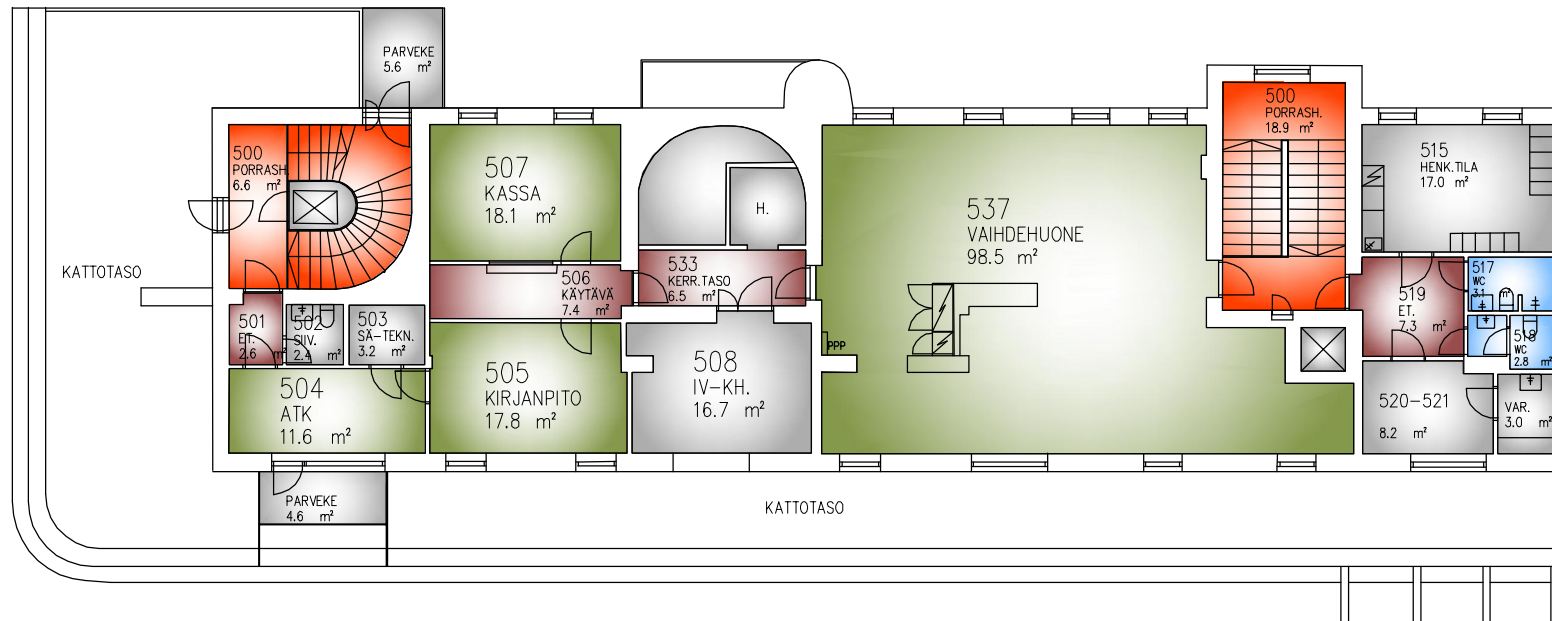 PARVEKE
5.6 m²
500
PORRASH.
6.6 m²
507
KASSA
18.1 m²
H.
537
VAIHDEHUONE
98.5 m²
500
PORRASH.
18.9 m²
515
HENK.TILA
17.0 m²
KATTOTASO
506
KÄYTÄVÄ
7.4 m²
533
KERR.TASO
6.5 m²
517
WC
3.1 m²
519
ET.
7.3 m²
518
WC
2.8 m²
501
ET.
2.6 m²
502
SIIV.
2.4 m²
503
SÄ-TEKN.
3.2 m²
PPP
504
ATK
11.6 m²
505
KIRJANPITO
17.8 m²
508
IV-KH.
16.7 m²
520-521
8.2 m²
VAR.
3.0 m²
PARVEKE
4.6 m²
KATTOTASO